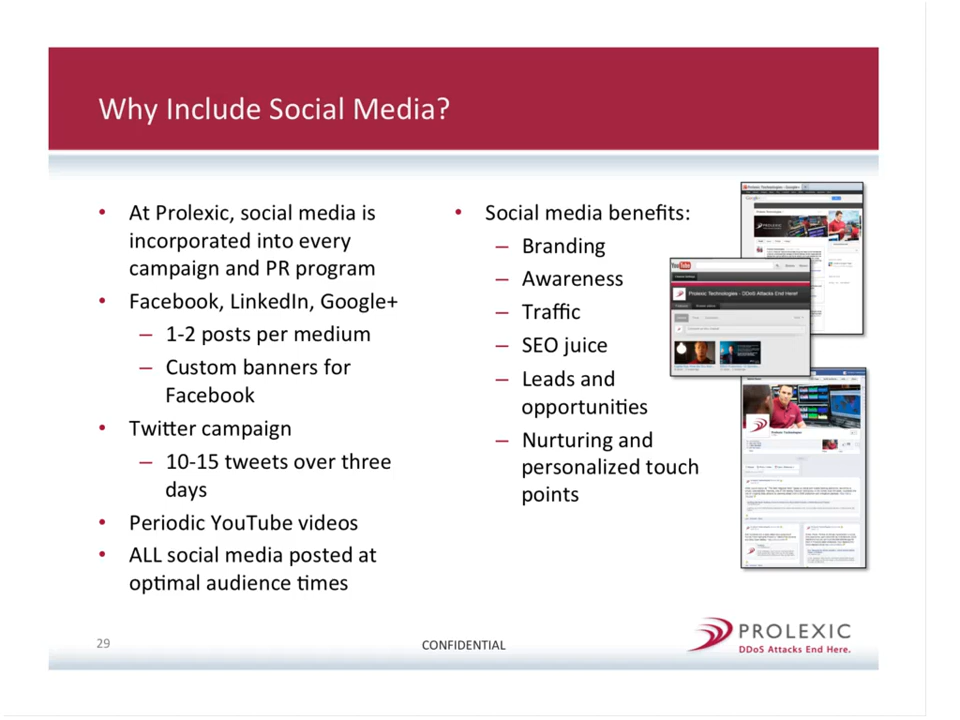 Why Include Social Media?
• At Prolexic, social media is
incorporated into every
campaign and PR program
• Facebook, LinkedIn, Google+
– 1-2 posts per medium
– Custom banners for
Facebook
• Twitter campaign
– 10-15 tweets over three
days
• Periodic YouTube videos
• ALL social media posted at
optimal audience times
• Social media benefits:
– Branding
– Awareness
– Traffic
– SEO juice
– Leads and
opportunities
– Nurturing and
personalized touch
points
YouTube
Prolexic Technologies - DDoS Attacks End Here!
Prolexic Technologies
29
CONFIDENTIAL
PROLEXIC
DDoS Attacks End Here.